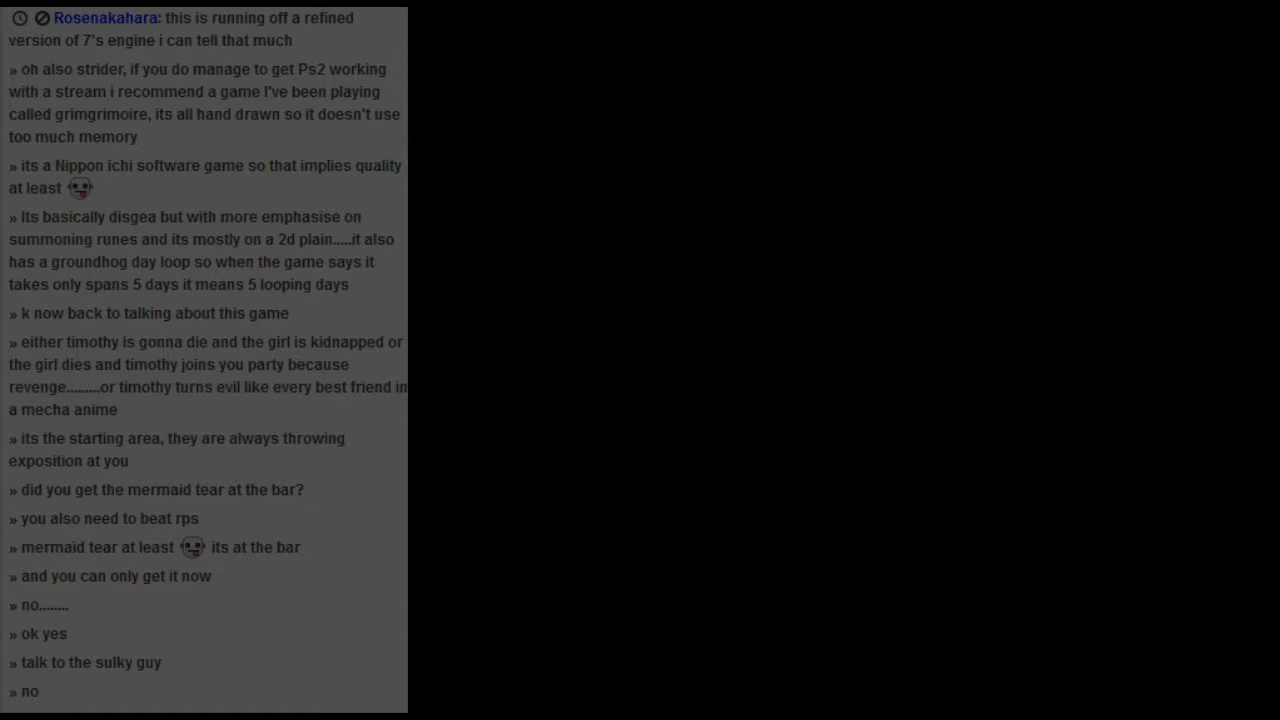 Rosenakahara: this is running off a refined
version of 7's engine i can tell that much
» oh also strider, if you do manage to get Ps2 working
with a stream i recommend a game I've been playing
called grimgrimoire, its all hand drawn so it doesn't use
too much memory
» its a Nippon ichi software game so that implies quality
at least
» Its basically disgea but with more emphasise on
summoning runes and its mostly on a 2d plain.....it also
has a groundhog day loop so when the game says it
takes only spans 5 days it means 5 looping days
» k now back to talking about this game
» either timothy is gonna die and the girl is kidnapped or
the girl dies and timothy joins you party because
revenge.........or timothy turns evil like every best friend in
a mecha anime
» its the starting area, they are always throwing
exposition at you
» did you get the mermaid tear at the bar?
» you also need to beat rps
» mermaid tear at least its at the bar
» and you can only get it now
» no........
» ok yes
» talk to the sulky guy
» no